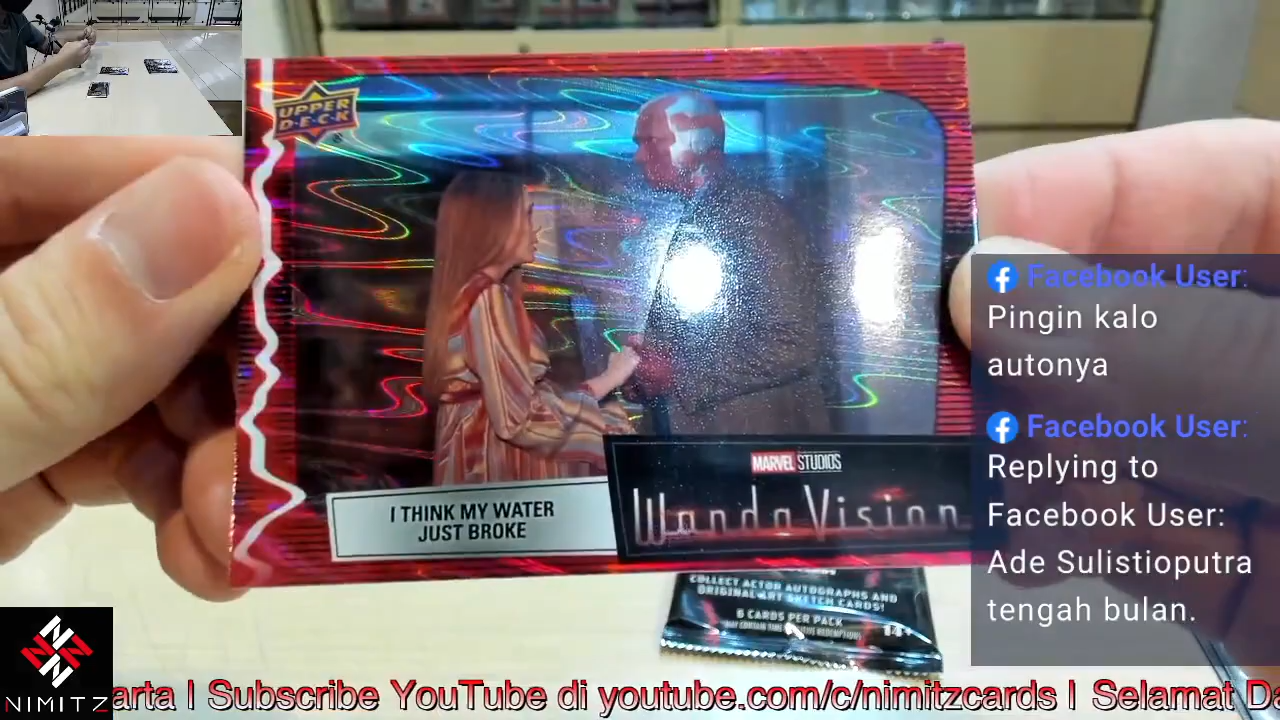 UPPER
D·E·C·K
I THINK MY WATER
JUST BROKE
MARVEL STUDIOS
WandaVision
COLLECT ACTOR AUTOGRAPHS AND
ORIGINAL ART SKETCH CARDS!
5 CARDS PER PACK
14+
Facebook User:
Pingin kalo
autonya
Facebook User:
Replying to
Facebook User:
Ade Sulistioputra
tengah bulan.
NIMITZ
arta | Subscribe YouTube di youtube.com/c/nimitzcards | Selamat Da